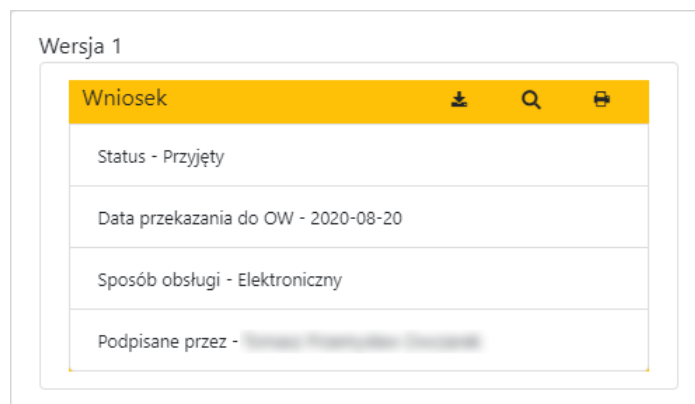 Wersja 1
Wniosek
Status - Przyjęty
Data przekazania do OW - 2020-08-20
Sposób obsługi - Elektroniczny
Podpisane przez -